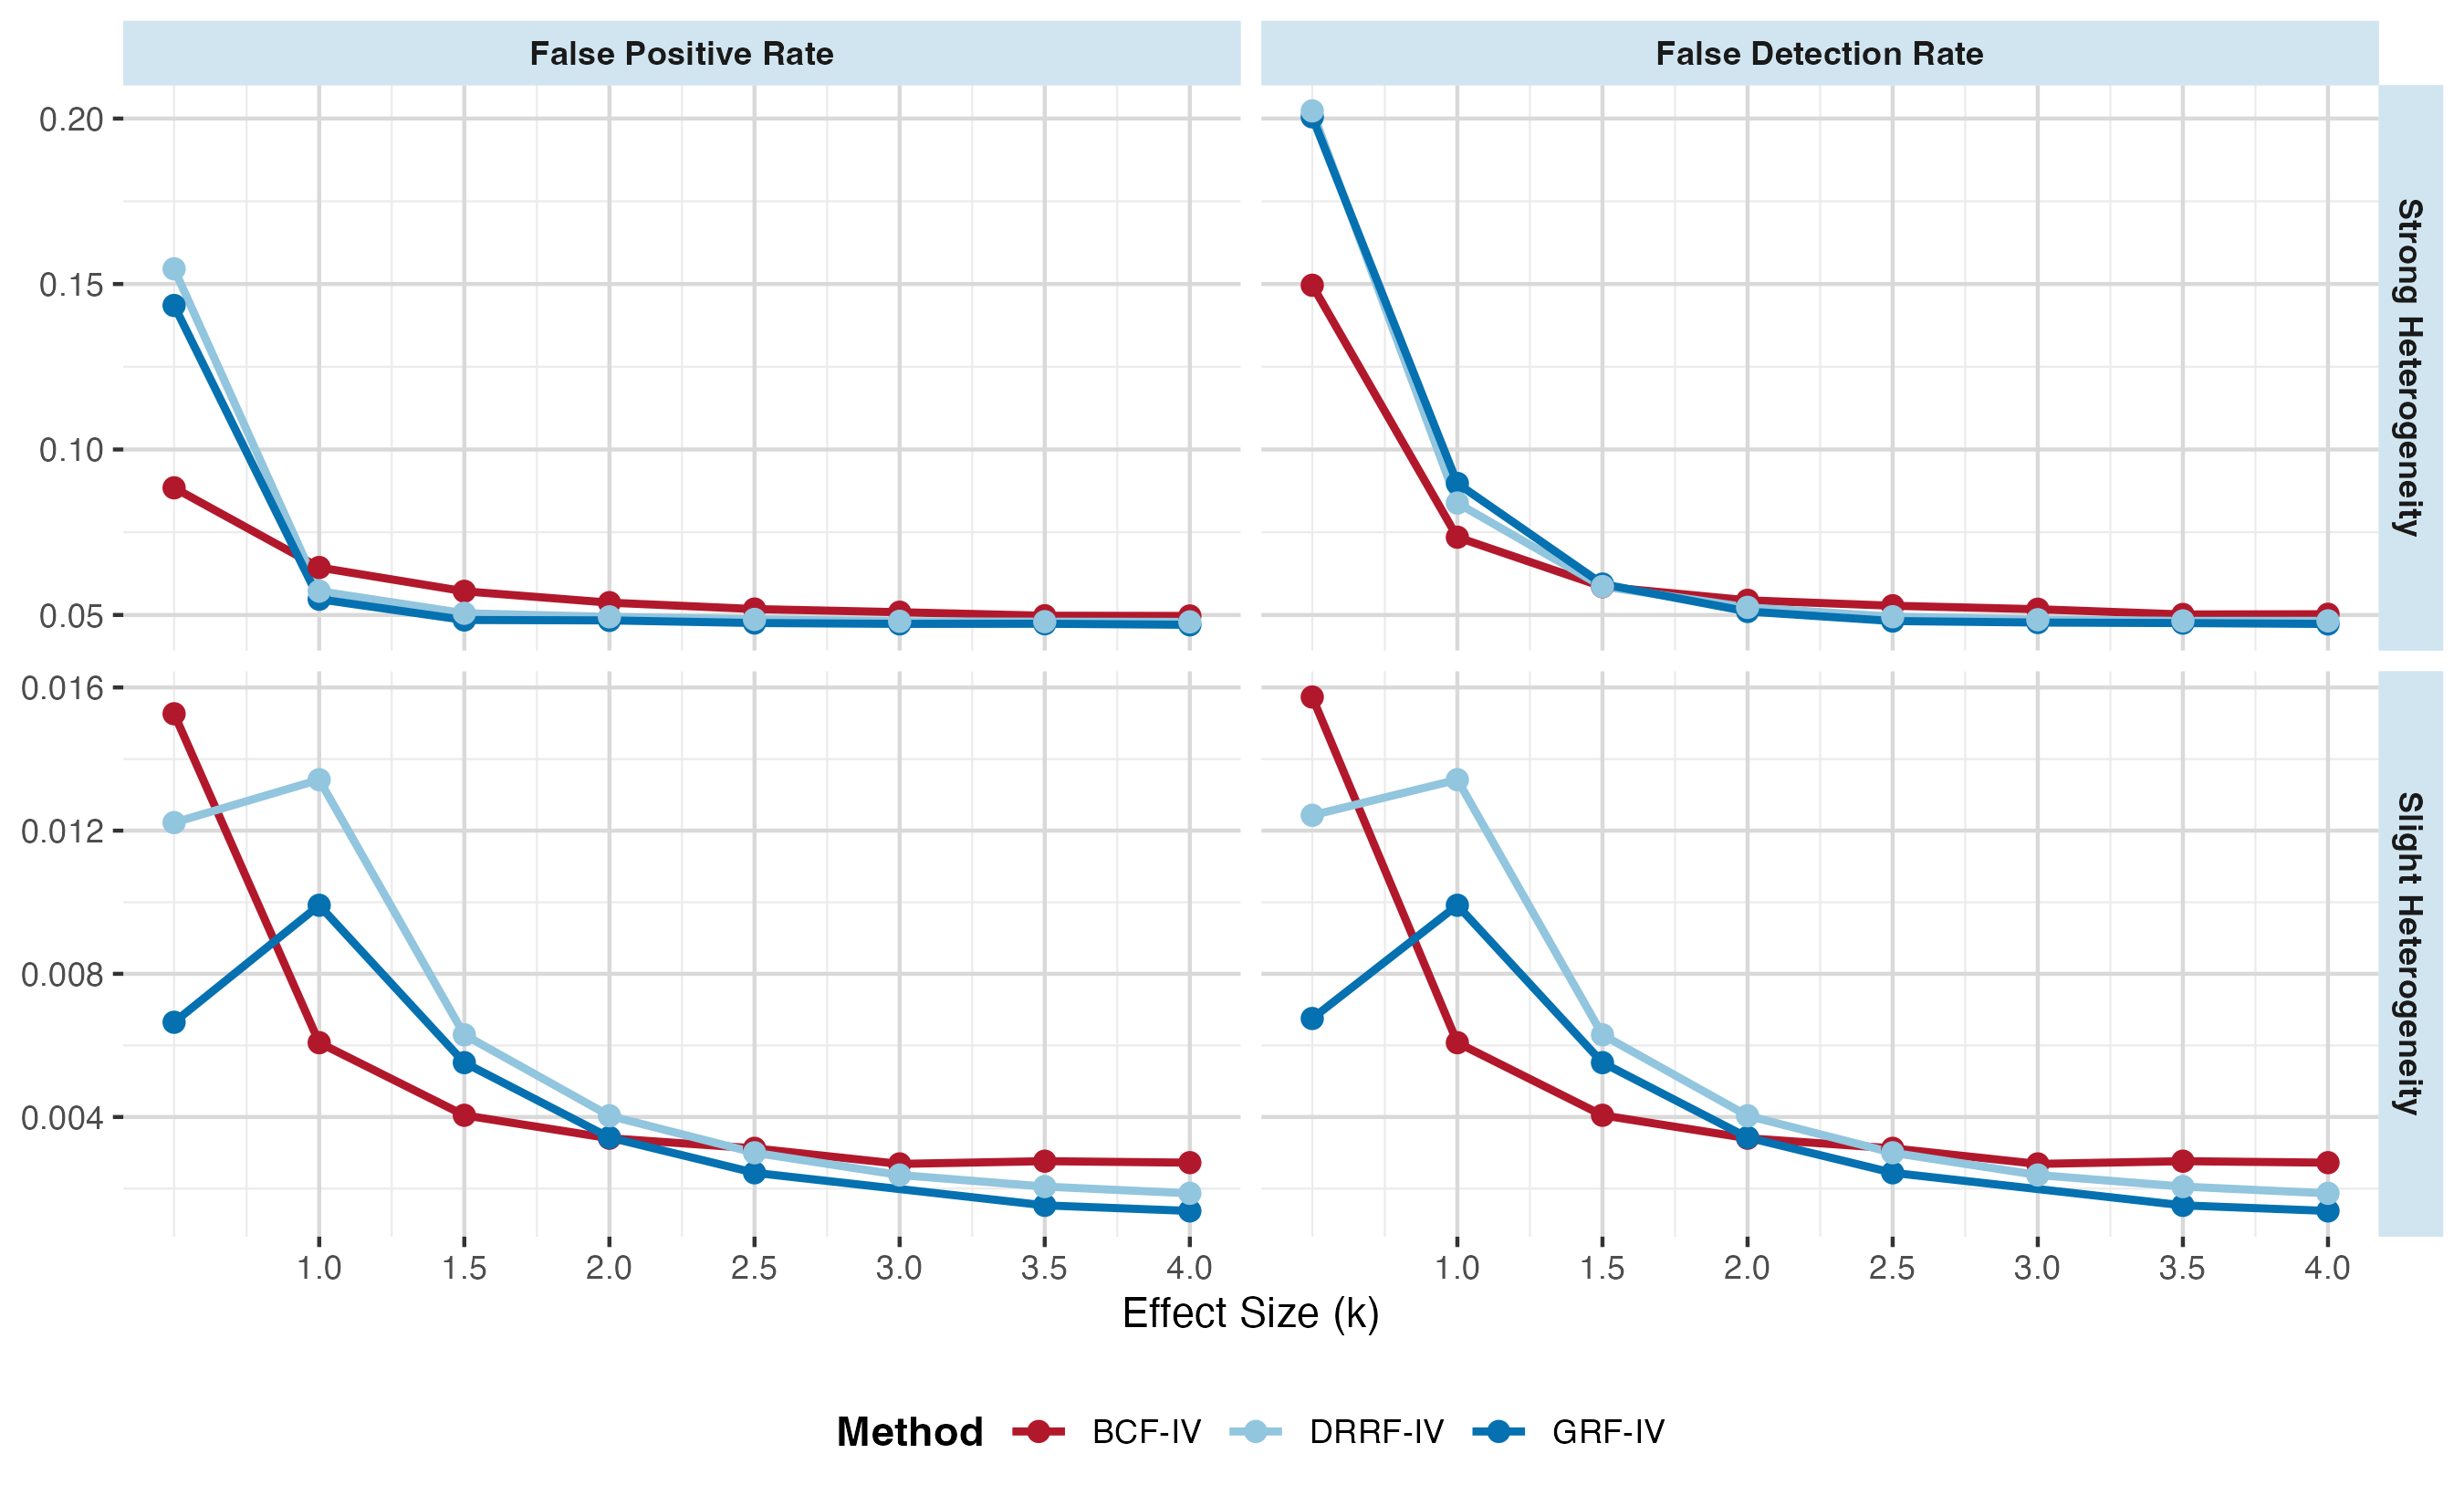 False Positive Rate
False Detection Rate
0.20
0.15
0.10
0.05
Strong Heterogeneity
0.016
0.012
0.008
0.004
Slight Heterogeneity
1.0 1.5 2.0 2.5 3.0 3.5 4.0
1.0 1.5 2.0 2.5 3.0 3.5 4.0
Effect Size (k)
Method BCF-IV DRRF-IV GRF-IV